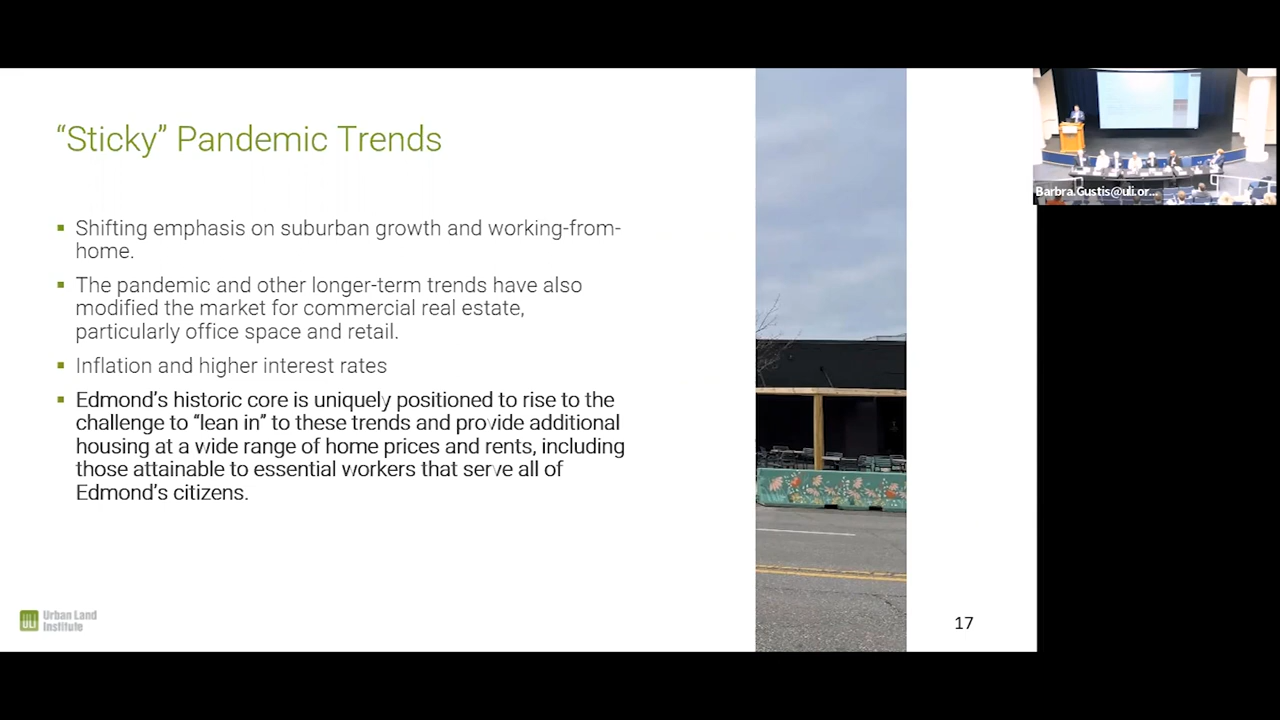 “Sticky” Pandemic Trends
Shifting emphasis on suburban growth and working-from-
home.
The pandemic and other longer-term trends have also
modified the market for commercial real estate,
particularly office space and retail.
Inflation and higher interest rates
Edmond’s historic core is uniquely positioned to rise to the
challenge to “lean in” to these trends and provide additional
housing at a wide range of home prices and rents, including
those attainable to essential workers that serve all of
Edmond’s citizens.
ULI Urban Land
Institute
17
Barbra.Gustis@uli.or...